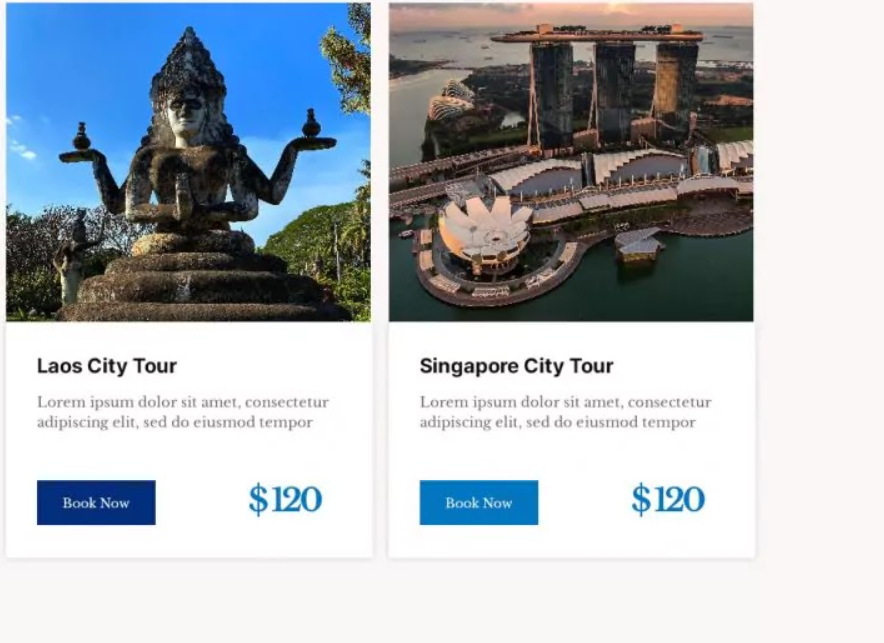 Laos City Tour
Lorem ipsum dolor sit amet, consectetur
adipiscing elit, sed do eiusmod tempor
Book Now
$120
Singapore City Tour
Lorem ipsum dolor sit amet, consectetur
adipiscing elit, sed do eiusmod tempor
Book Now
$120